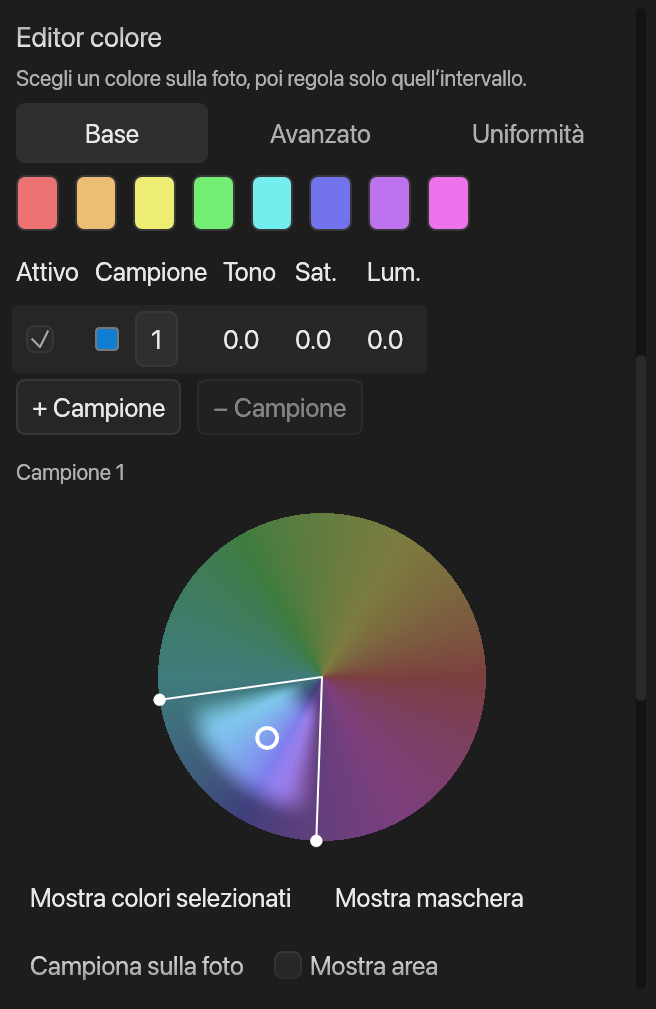 Editor colore
Scegli un colore sulla foto, poi regola solo quell’intervallo.
Base Avanzato Uniformità
Attivo Campione Tono Sat. Lum.
1 0.0 0.0 0.0
+ Campione – Campione
Campione 1
Mostra colori selezionati Mostra maschera
Campiona sulla foto Mostra area